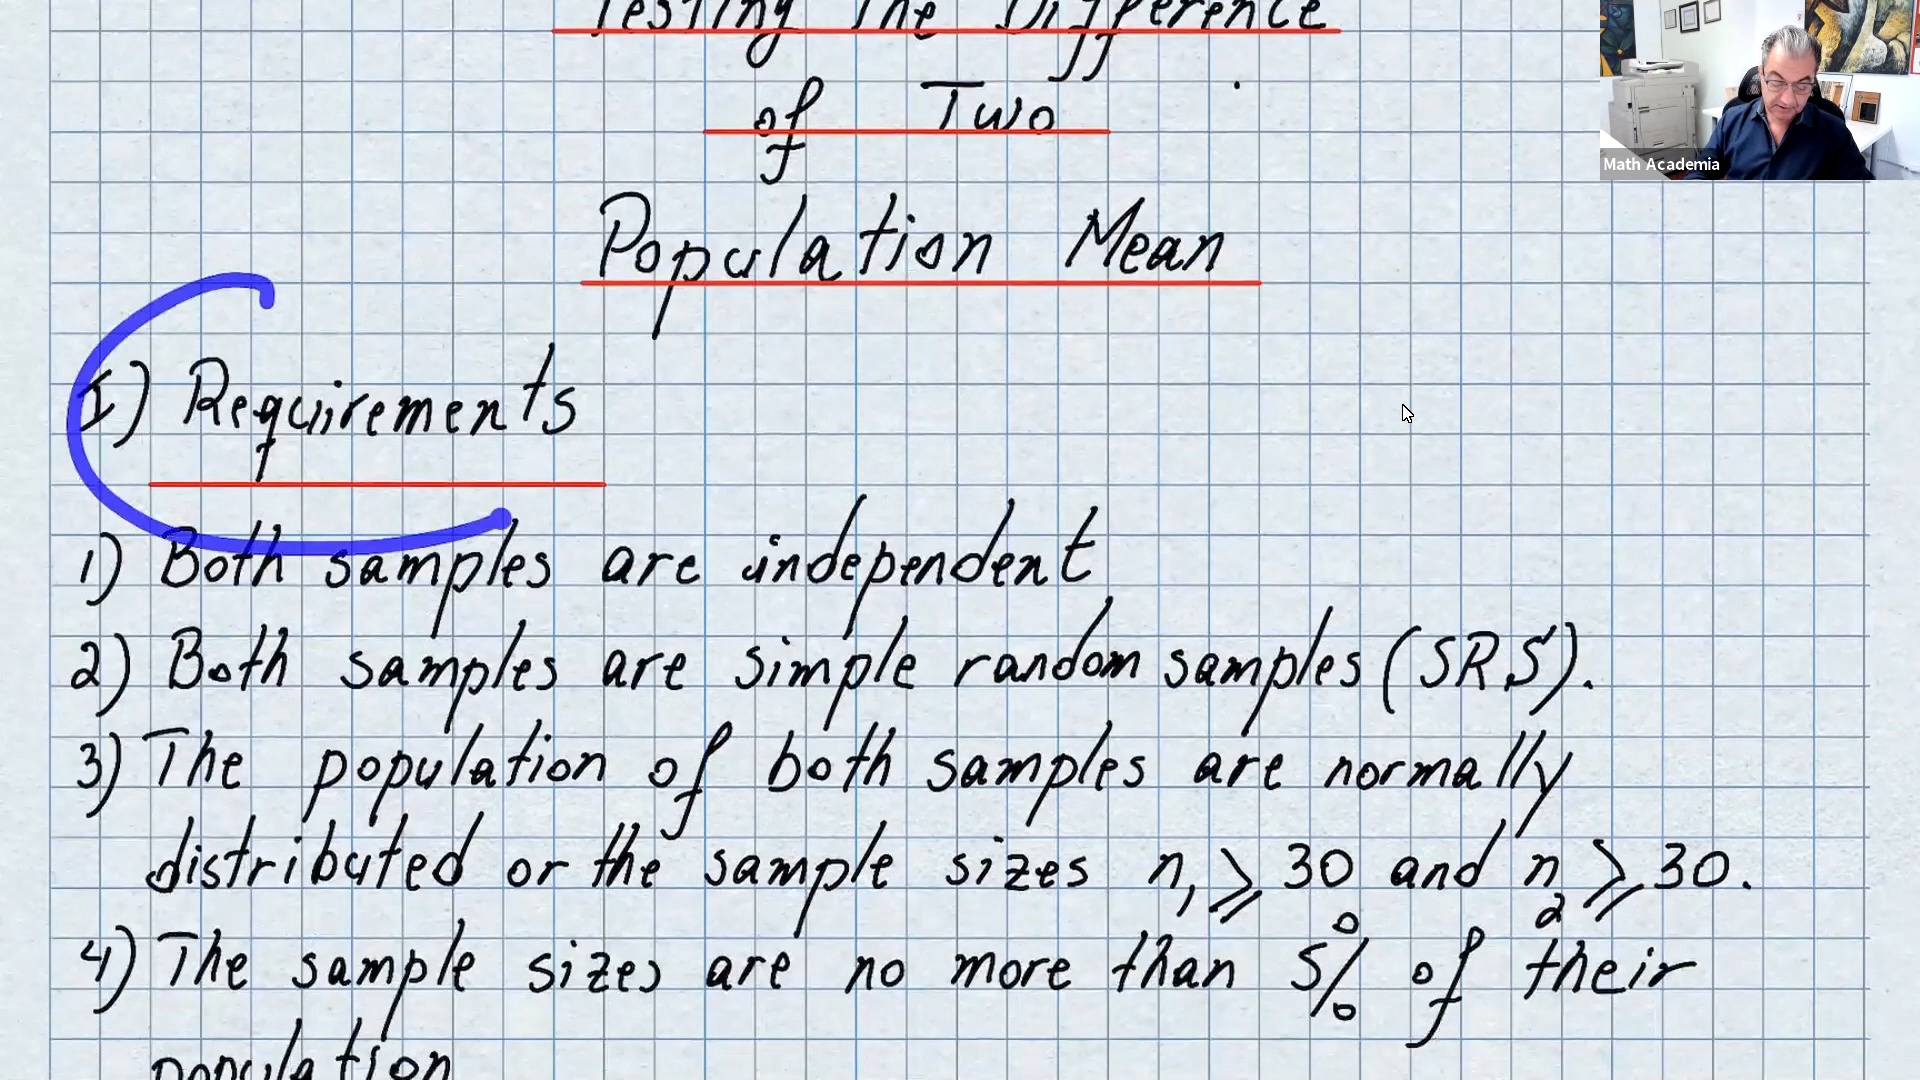 Testing The Difference
of Two
Population Mean
Math Academia
I) Requirements
1) Both samples are independent
2) Both samples are simple random samples (SRS).
3) The population of both samples are normally
distributed or the sample sizes n₁ ≥ 30 and n₂ ≥ 30.
4) The sample sizes are no more than 5% of their
population